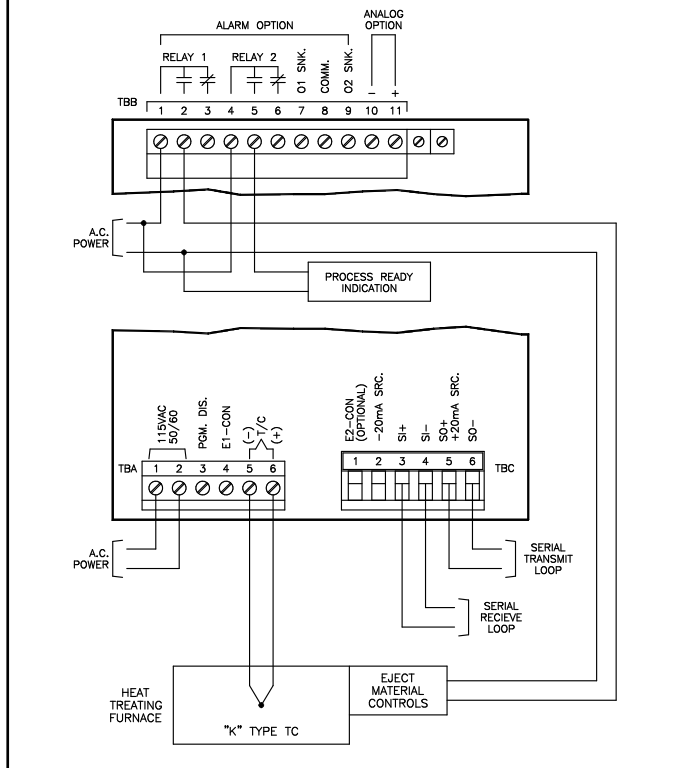 ALARM OPTION
ANALOG
OPTION
RELAY 1
RELAY 2
O1 SNK.
COMM.
O2 SNK.
- +
TBB
1 2 3 4 5 6 7 8 9 10 11
A.C.
POWER
PROCESS READY
INDICATION
115VAC
50/60
PGM. DIS.
E1-CON
(-)
T/C
(+)
E2-CON
(OPTIONAL)
-20mA SRC.
SI+
SI-
SO+
+20mA SRC.
SO-
TBA
1 2 3 4 5 6
1 2 3 4 5 6
TBC
A.C.
POWER
SERIAL
TRANSMIT
LOOP
SERIAL
RECIEVE
LOOP
HEAT
TREATING
FURNACE
"K" TYPE TC
EJECT
MATERIAL
CONTROLS